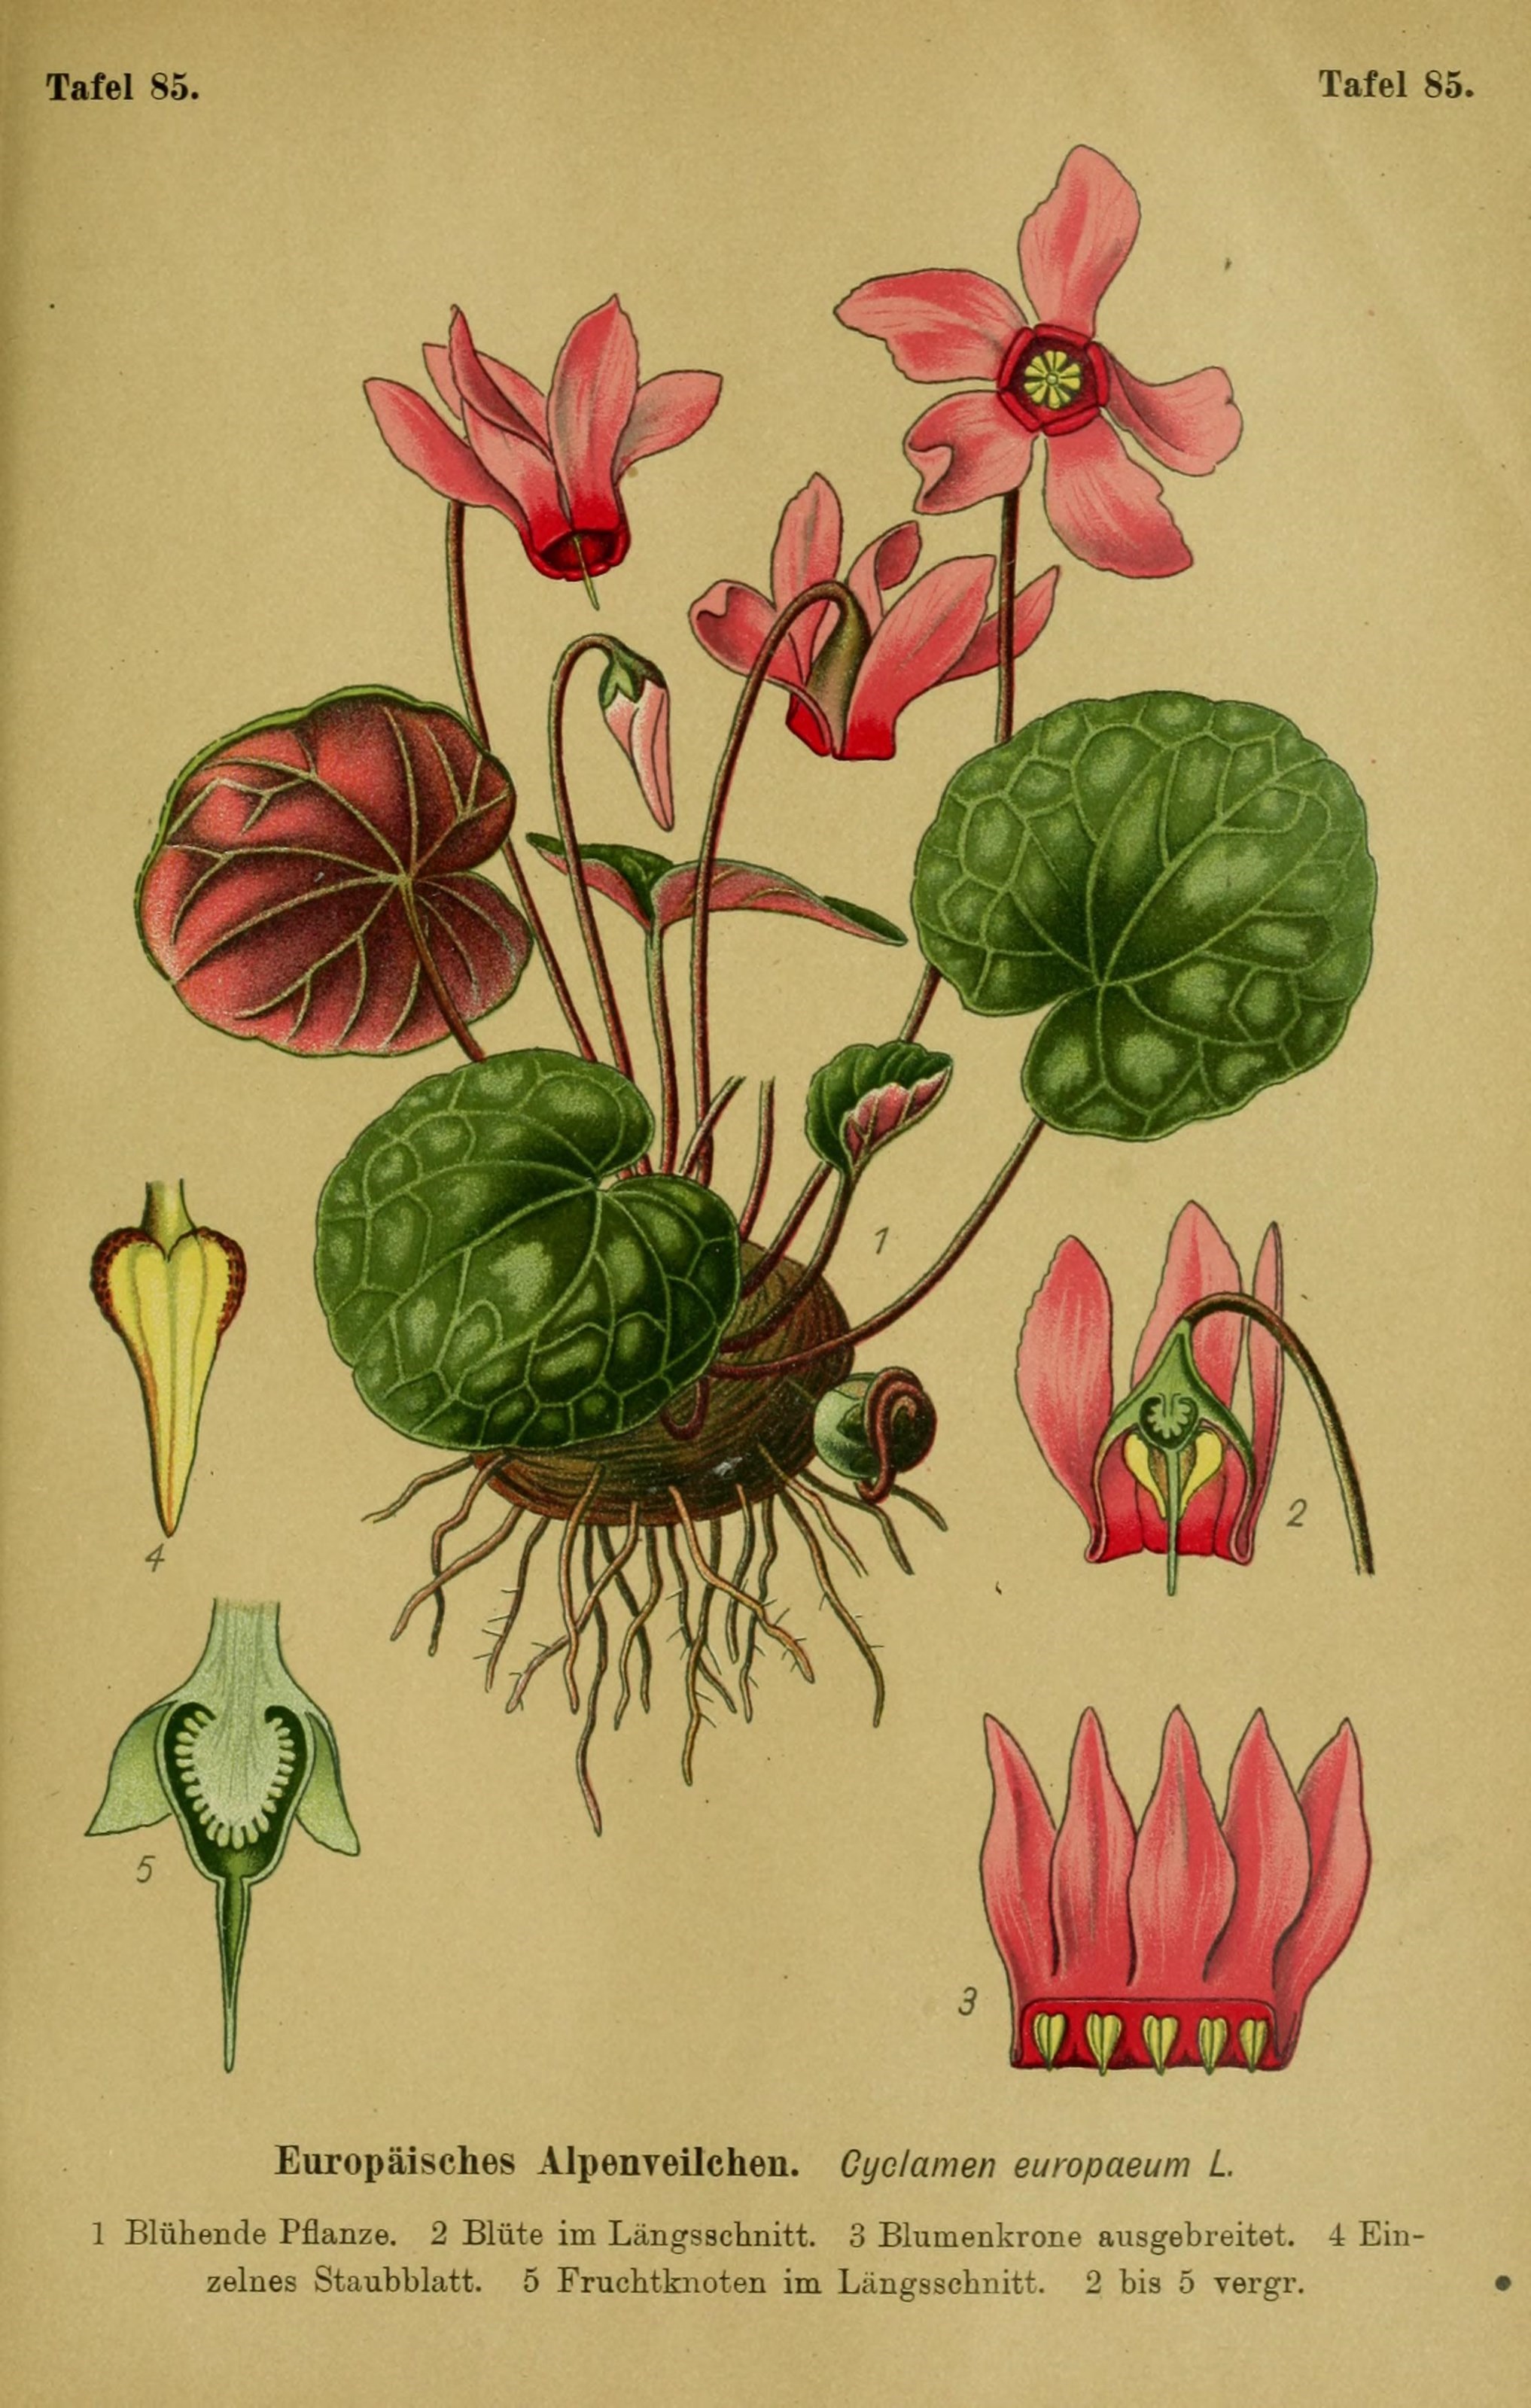 Tafel 85. Tafel 85.
1
2
4
5
3
Europäisches Alpenveilchen. Cyclamen europaeum L.
1 Blühende Pflanze. 2 Blüte im Längsschnitt. 3 Blumenkrone ausgebreitet. 4 Ein-
zelnes Staubblatt. 5 Fruchtknoten im Längsschnitt. 2 bis 5 vergr.